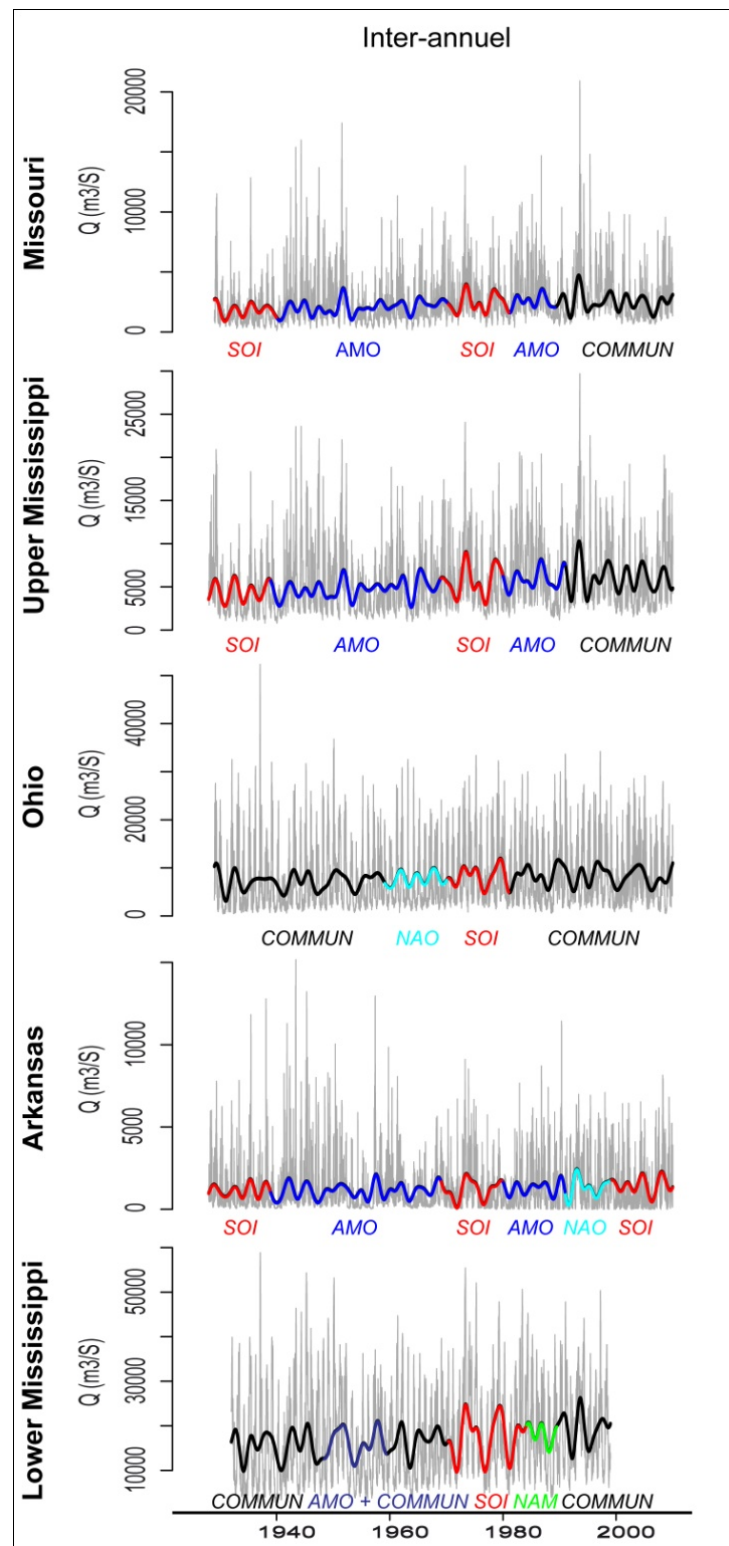 Inter-annuel
Missouri
Q (m3/S)
20000
10000
0
SOI AMO SOI AMO COMMUN
Upper Mississippi
Q (m3/S)
25000
15000
5000
0
SOI AMO SOI AMO COMMUN
Ohio
Q (m3/S)
40000
20000
0
COMMUN NAO SOI COMMUN
Arkansas
Q (m3/S)
10000
5000
0
SOI AMO SOI AMO NAO SOI
Lower Mississippi
Q (m3/S)
50000
30000
10000
COMMUN AMO + COMMUN SOI NAM COMMUN
1940 1960 1980 2000